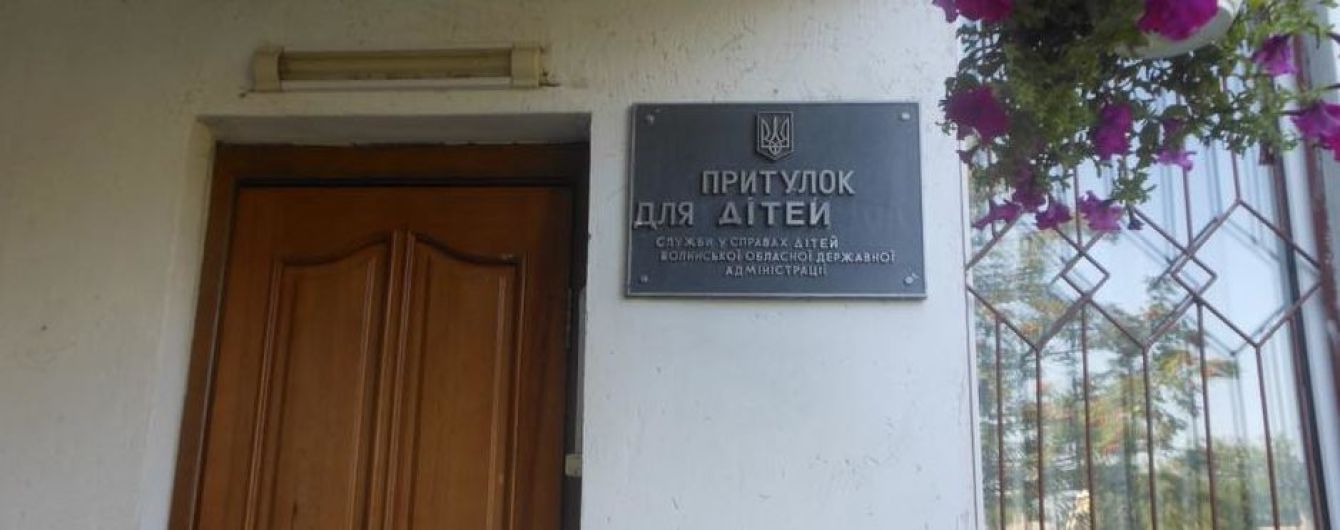 ПРИТУЛОК
ДЛЯ ДІТЕЙ
СЛУЖБИ У СПРАВАХ ДІТЕЙ
ВОЛИНСЬКОЇ ОБЛАСНОЇ ДЕРЖАВНОЇ
АДМІНІСТРАЦІЇ